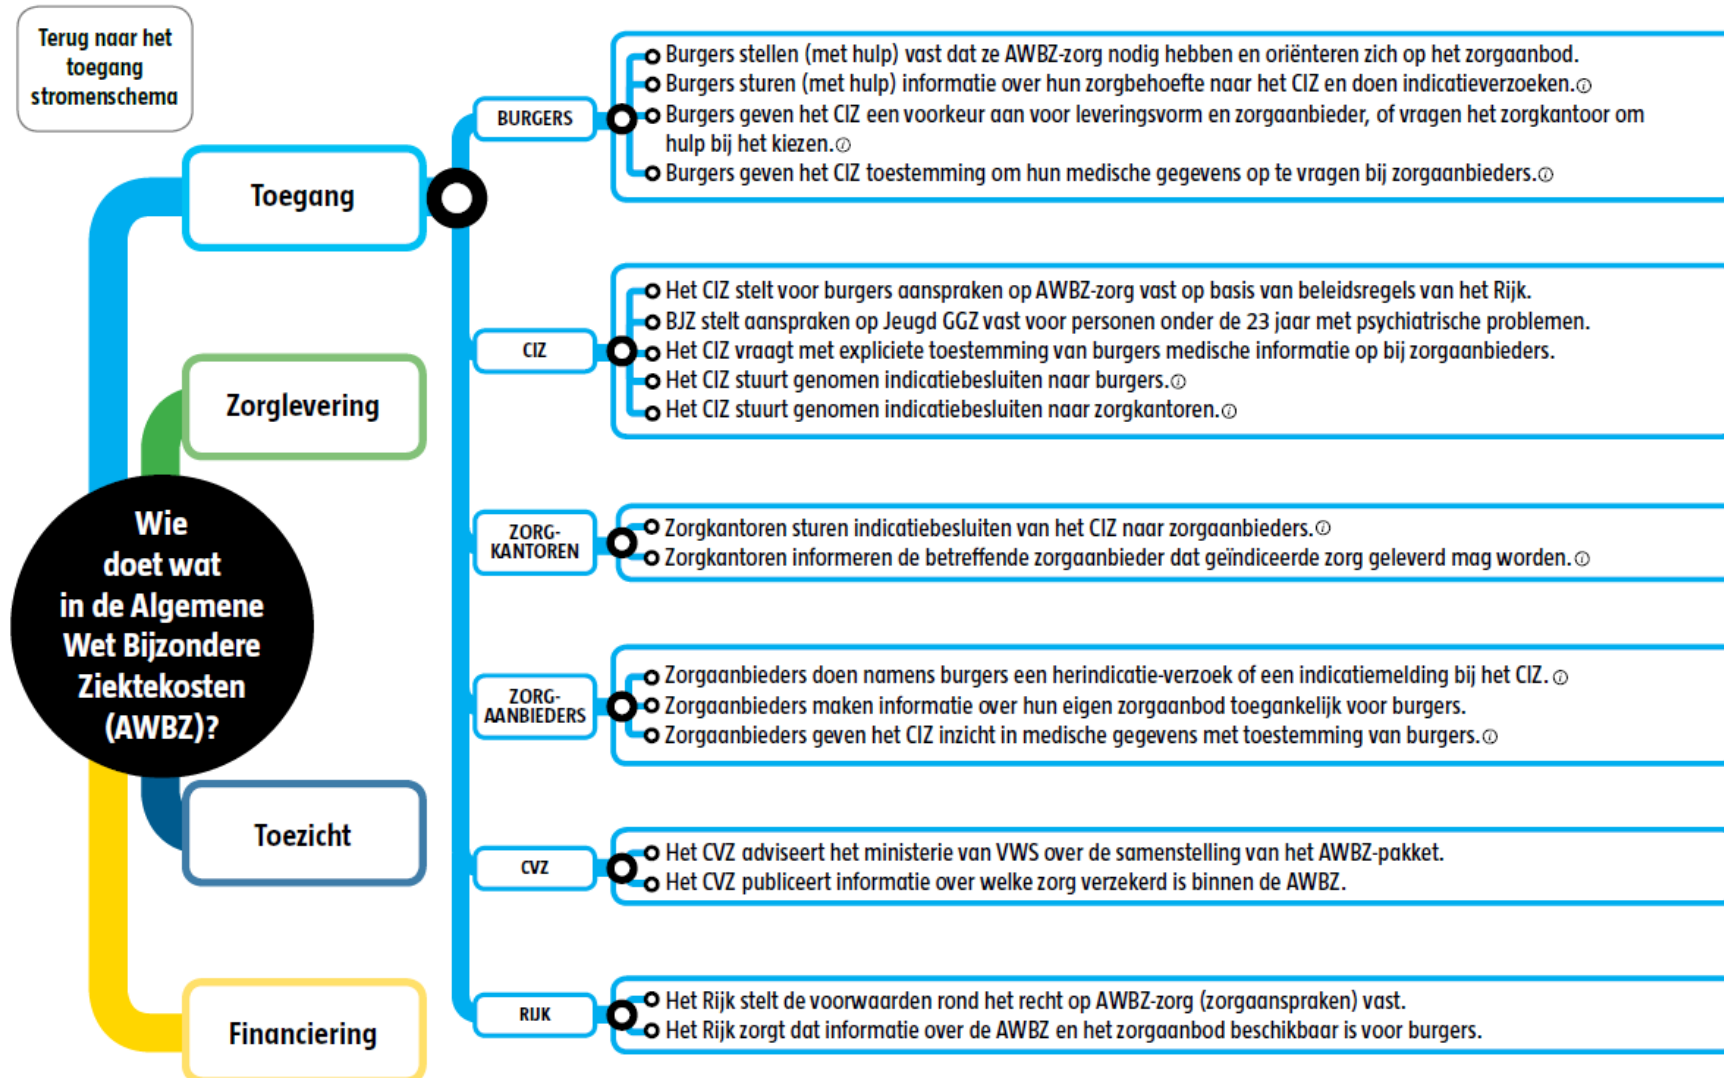 Terug naar het
toegang
stromenschema
Wie
doet wat
in de Algemene
Wet Bijzondere
Ziektekosten
(AWBZ)?
Toegang
Zorglevering
Toezicht
Financiering
BURGERS
Burgers stellen (met hulp) vast dat ze AWBZ-zorg nodig hebben en oriënteren zich op het zorgaanbod.
Burgers sturen (met hulp) informatie over hun zorgbehoefte naar het CIZ en doen indicatieverzoeken.ⓘ
Burgers geven het CIZ een voorkeur aan voor leveringsvorm en zorgaanbieder, of vragen het zorgkantoor om
hulp bij het kiezen.ⓘ
Burgers geven het CIZ toestemming om hun medische gegevens op te vragen bij zorgaanbieders.ⓘ
CIZ
Het CIZ stelt voor burgers aanspraken op AWBZ-zorg vast op basis van beleidsregels van het Rijk.
BJZ stelt aanspraken op Jeugd GGZ vast voor personen onder de 23 jaar met psychiatrische problemen.
Het CIZ vraagt met expliciete toestemming van burgers medische informatie op bij zorgaanbieders.
Het CIZ stuurt genomen indicatiebesluiten naar burgers.ⓘ
Het CIZ stuurt genomen indicatiebesluiten naar zorgkantoren.ⓘ
ZORG-
KANTOREN
Zorgkantoren sturen indicatiebesluiten van het CIZ naar zorgaanbieders.ⓘ
Zorgkantoren informeren de betreffende zorgaanbieder dat geïndiceerde zorg geleverd mag worden.ⓘ
ZORG-
AANBIEDERS
Zorgaanbieders doen namens burgers een herindicatie-verzoek of een indicatiemelding bij het CIZ.ⓘ
Zorgaanbieders maken informatie over hun eigen zorgaanbod toegankelijk voor burgers.
Zorgaanbieders geven het CIZ inzicht in medische gegevens met toestemming van burgers.ⓘ
CVZ
Het CVZ adviseert het ministerie van VWS over de samenstelling van het AWBZ-pakket.
Het CVZ publiceert informatie over welke zorg verzekerd is binnen de AWBZ.
RIJK
Het Rijk stelt de voorwaarden rond het recht op AWBZ-zorg (zorgaanspraken) vast.
Het Rijk zorgt dat informatie over de AWBZ en het zorgaanbod beschikbaar is voor burgers.